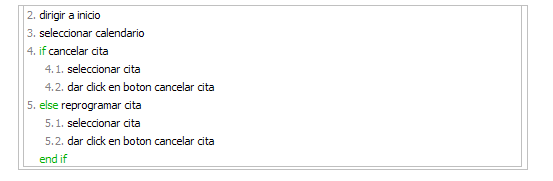 2. dirigir a inicio
3. seleccionar calendario
4. if cancelar cita
4.1. seleccionar cita
4.2. dar click en boton cancelar cita
5. else reprogramar cita
5.1. seleccionar cita
5.2. dar click en boton cancelar cita
end if